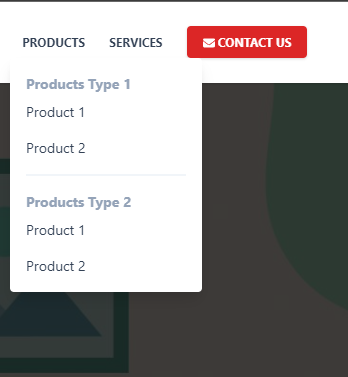 PRODUCTS SERVICES CONTACT US
Products Type 1
Product 1
Product 2
Products Type 2
Product 1
Product 2